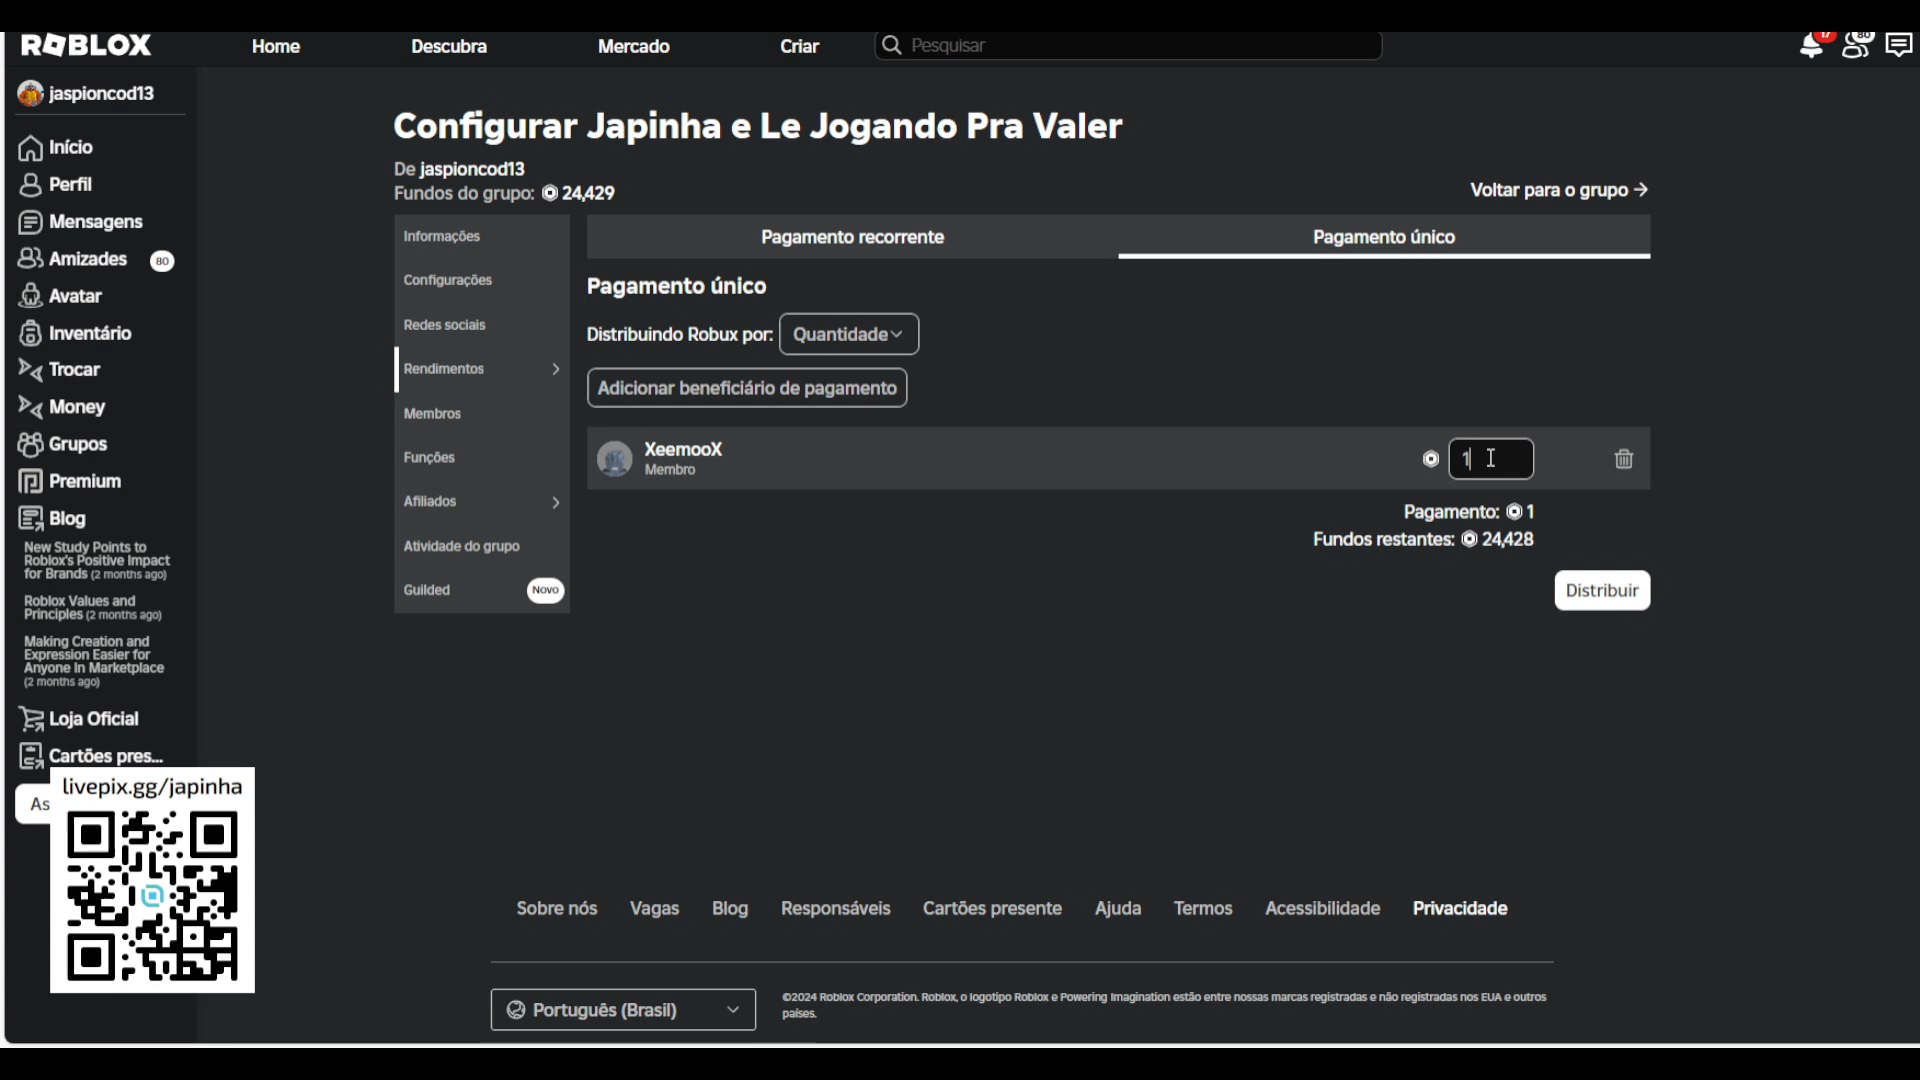 ROBLOX
Home
Descubra
Mercado
Criar
Pesquisar
17
80
jaspioncod13
Início
Perfil
Mensagens
Amizades
80
Avatar
Inventário
Trocar
Money
Grupos
Premium
Blog
New Study Points to
Roblox's Positive Impact
for Brands (2 months ago)
Roblox Values and
Principles (2 months ago)
Making Creation and
Expression Easier for
Anyone In Marketplace
(2 months ago)
Loja Oficial
Cartões pres...
As
livepix.gg/japinha
Configurar Japinha e Le Jogando Pra Valer
De jaspioncod13
Fundos do grupo: 24,429
Voltar para o grupo
Informações
Configurações
Redes sociais
Rendimentos
Membros
Funções
Afiliados
Atividade do grupo
Guilded
Novo
Pagamento recorrente
Pagamento único
Pagamento único
Distribuindo Robux por: Quantidade
Adicionar beneficiário de pagamento
XeemooX
Membro
1
Pagamento: 1
Fundos restantes: 24,428
Distribuir
Sobre nós
Vagas
Blog
Responsáveis
Cartões presente
Ajuda
Termos
Acessibilidade
Privacidade
Português (Brasil)
©2024 Roblox Corporation. Roblox, o logotipo Roblox e Powering Imagination estão entre nossas marcas registradas e não registradas nos EUA e outros
países.